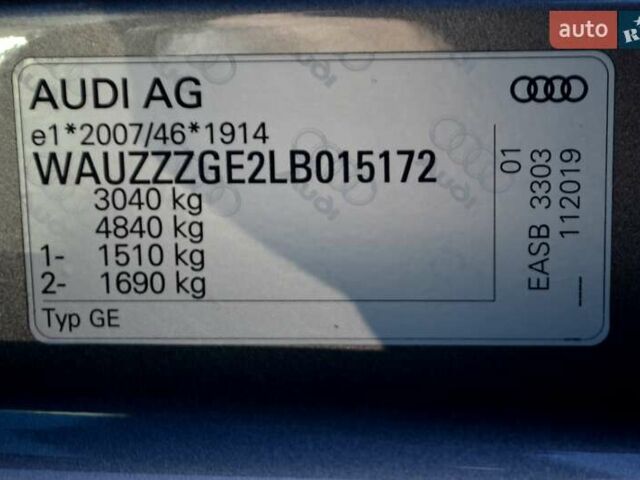 auto
R
AUDI AG
e1*2007/46*1914
WAUZZZGE2LB015172
3040 kg
4840 kg
1- 1510 kg
2- 1690 kg
Typ GE
01
EASB 3303
112019